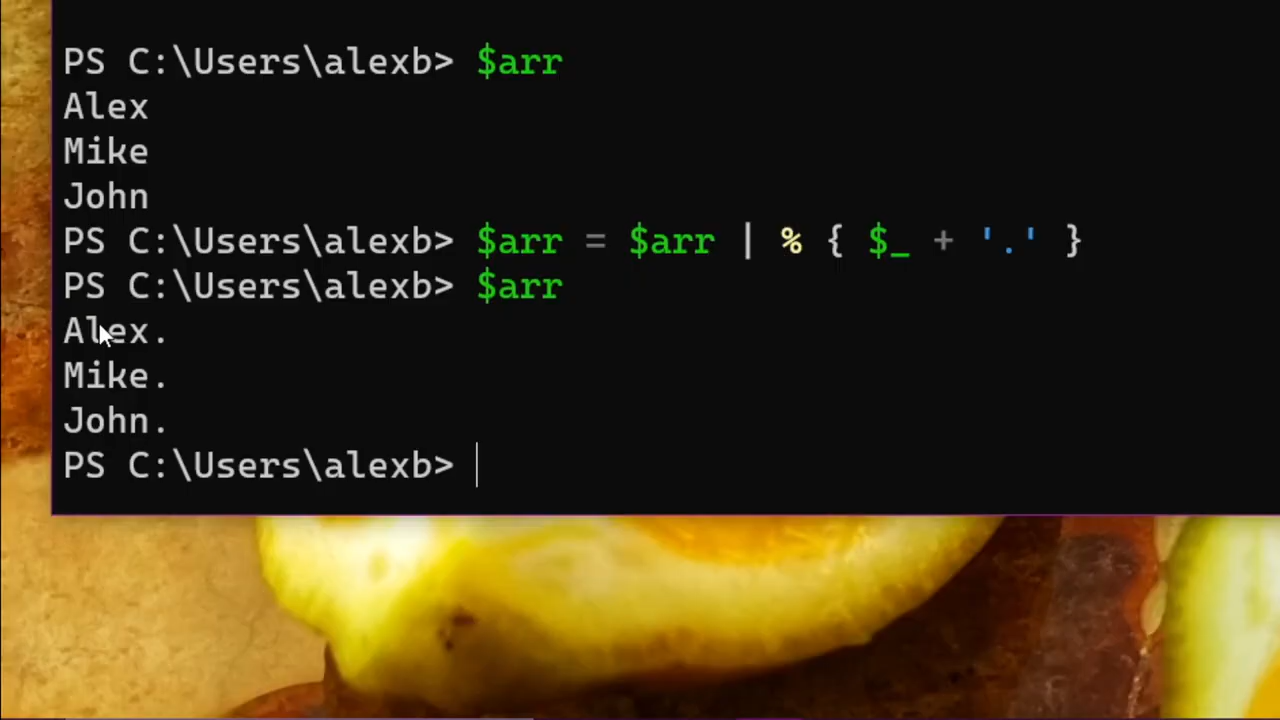 PS C:\Users\alexb> $arr
Alex
Mike
John
PS C:\Users\alexb> $arr = $arr | % { $_ + '.' }
PS C:\Users\alexb> $arr
Alex.
Mike.
John.
PS C:\Users\alexb>